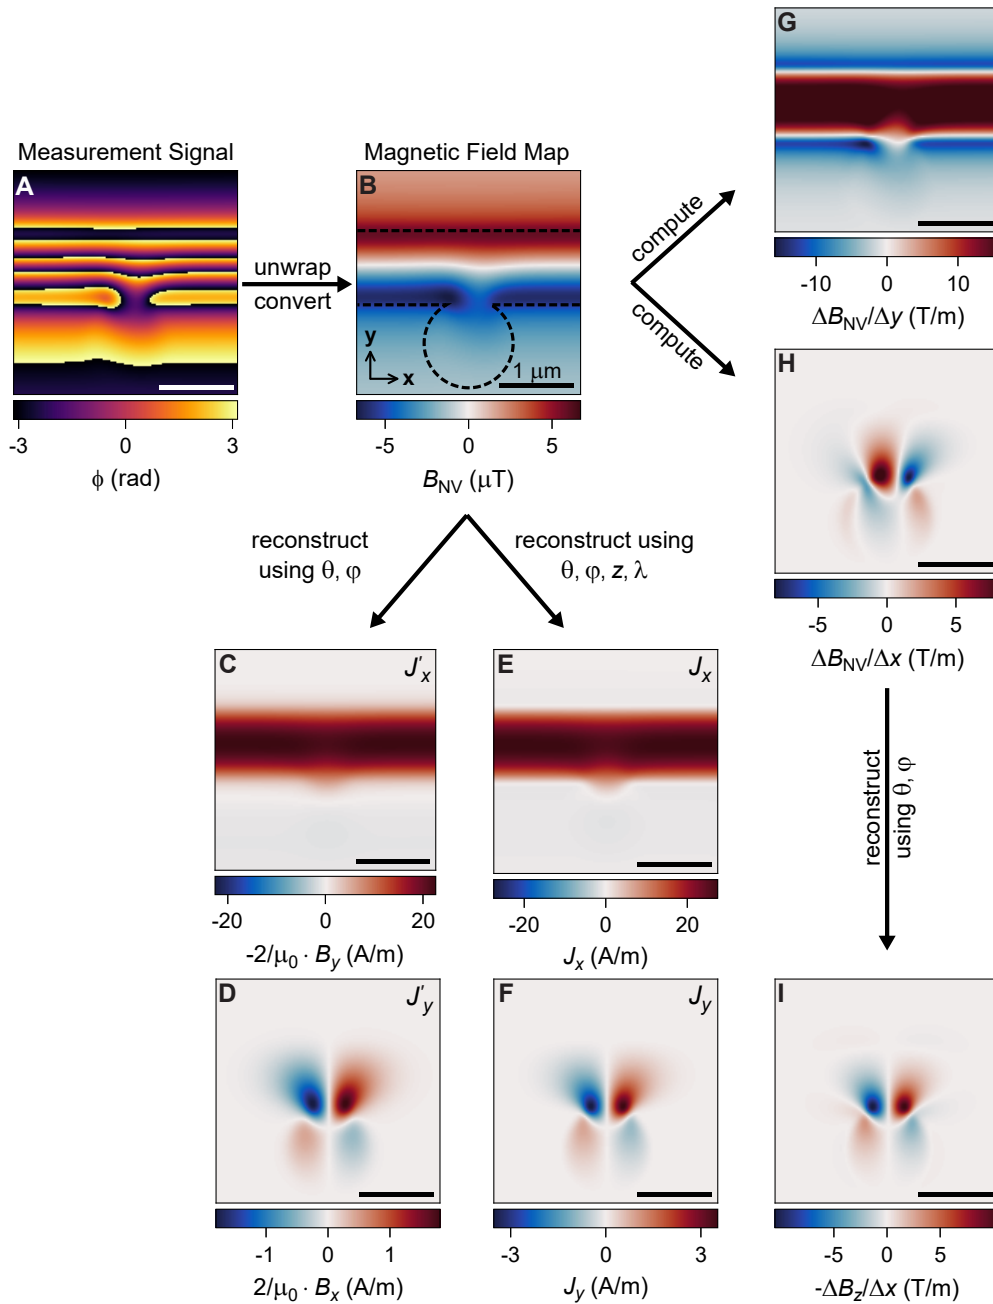 Measurement Signal
A
-3 0 3
ϕ (rad)
unwrap
convert
Magnetic Field Map
B
y
x
1 μm
-5 0 5
B_NV (μT)
compute
compute
G
-10 0 10
ΔB_NV/Δy (T/m)
H
-5 0 5
ΔB_NV/Δx (T/m)
reconstruct
using θ, φ
reconstruct using
θ, φ, z, λ
C J'_x
-20 0 20
-2/μ₀ · B_y (A/m)
E J_x
-20 0 20
J_x (A/m)
reconstruct
using θ, φ
D J'_y
-1 0 1
2/μ₀ · B_x (A/m)
F J_y
-3 0 3
J_y (A/m)
I
-5 0 5
-ΔB_z/Δx (T/m)